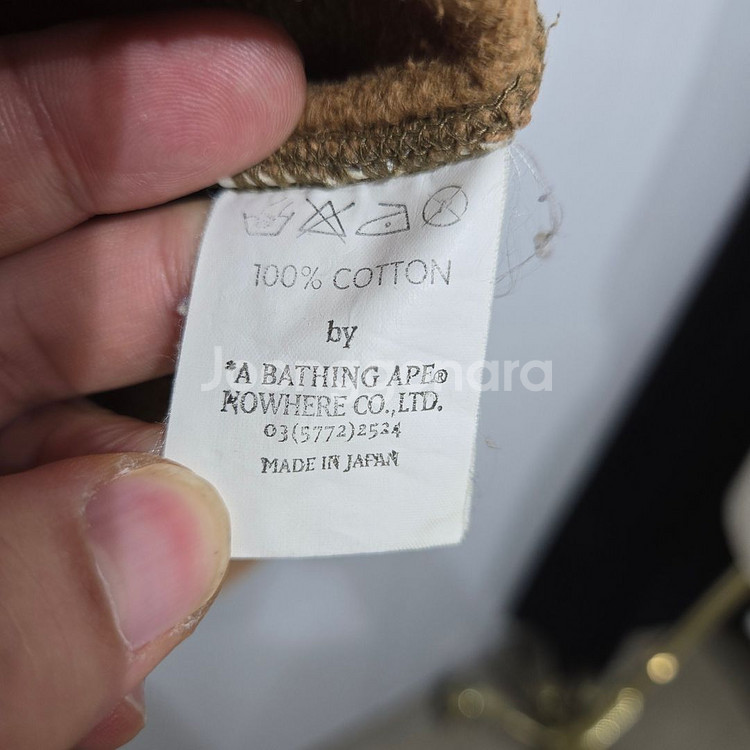 100% COTTON
by
"A BATHING APE®
NOWHERE CO.,LTD.
03(5772)2524
MADE IN JAPAN